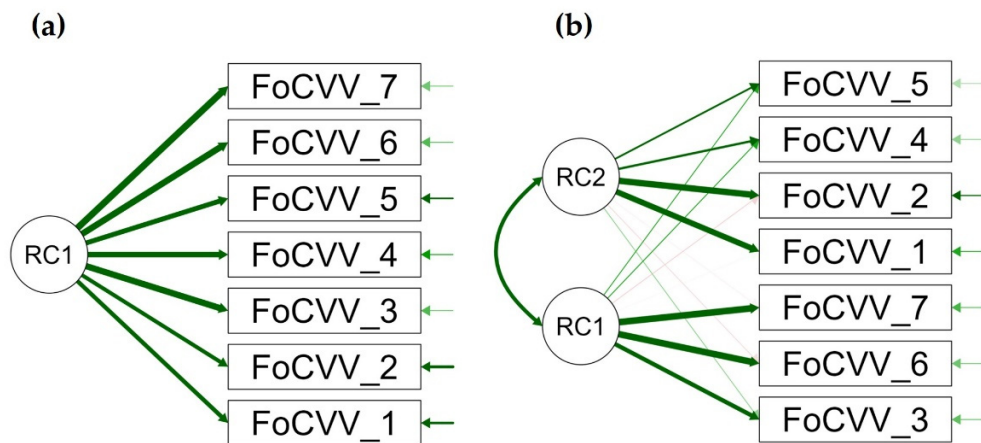 (a)
FoCVV_7
FoCVV_6
FoCVV_5
RC1
FoCVV_4
FoCVV_3
FoCVV_2
FoCVV_1
(b)
FoCVV_5
FoCVV_4
RC2
FoCVV_2
FoCVV_1
RC1
FoCVV_7
FoCVV_6
FoCVV_3